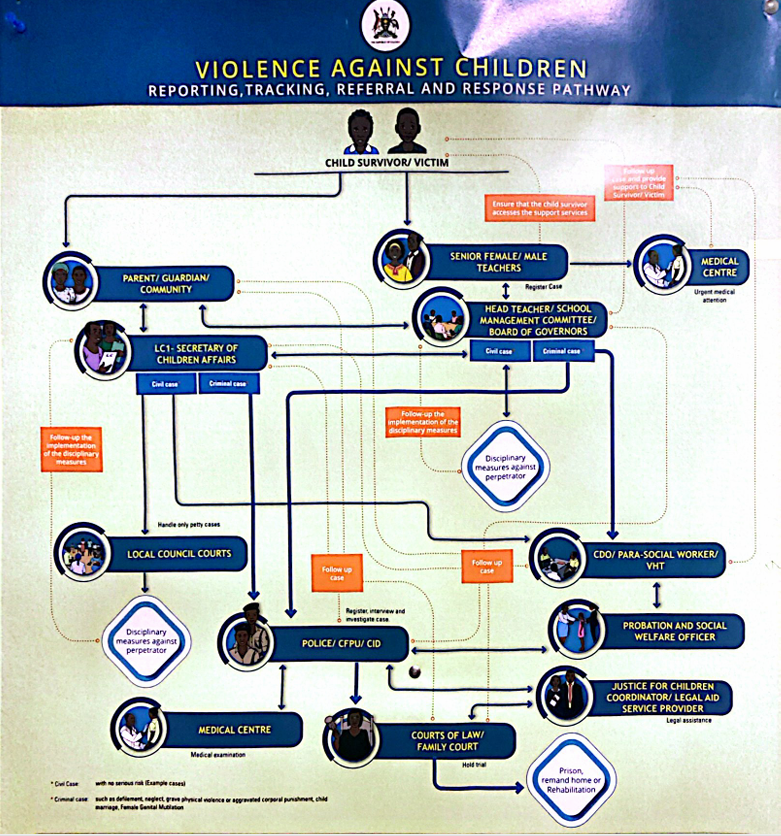 VIOLENCE AGAINST CHILDREN
REPORTING,TRACKING, REFERRAL AND RESPONSE PATHWAY
CHILD SURVIVOR/ VICTIM
Follow up
case and provide
support to Child
Survivor/ Victim
Ensure that the child survivor
accesses the support services
PARENT/ GUARDIAN/
COMMUNITY
SENIOR FEMALE/ MALE
TEACHERS
MEDICAL
CENTRE
Urgent medical
attention
Register Case
HEAD TEACHER/ SCHOOL
MANAGEMENT COMMITTEE/
BOARD OF GOVERNORS
Civil case
Criminal case
LC1- SECRETARY OF
CHILDREN AFFAIRS
Civil case
Criminal case
Follow-up the
implementation of the
disciplinary measures
Follow-up the
implementation
of the disciplinary
measures
Disciplinary
measures against
perpetrator
Handle only petty cases
LOCAL COUNCIL COURTS
CDO/ PARA-SOCIAL WORKER/
VHT
Follow up
case
Follow up
case
Disciplinary
measures against
perpetrator
Register, interview and
investigate case.
POLICE/ CFPU/ CID
PROBATION AND SOCIAL
WELFARE OFFICER
JUSTICE FOR CHILDREN
COORDINATOR/ LEGAL AID
SERVICE PROVIDER
Legal assistance
MEDICAL CENTRE
Medical examination
COURTS OF LAW/
FAMILY COURT
Hold trial
Prison,
remand home or
Rehabilitation
* Civil Case: with no serious risk (Example cases)
* Criminal case: such as defilement, neglect, grave physical violence or aggravated corporal punishment, child
marriage, Female Genital Mutilation